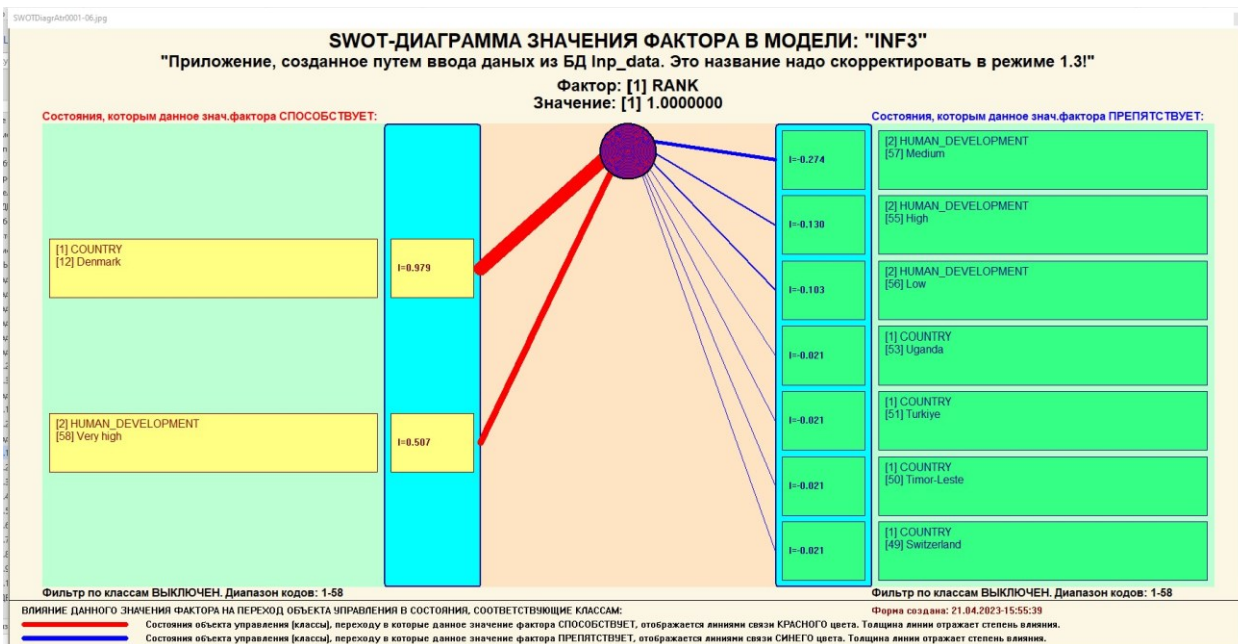 SWOTDiagrAtr0001-06.jpg
SWOT-ДИАГРАММА ЗНАЧЕНИЯ ФАКТОРА В МОДЕЛИ: "INF3"
"Приложение, созданное путем ввода даных из БД Inp_data. Это название надо скорректировать в режиме 1.3!"
Фактор: [1] RANK
Значение: [1] 1.0000000
Состояния, которым данное знач.фактора СПОСОБСТВУЕТ:
[1] COUNTRY
[12] Denmark
I=0.979
[2] HUMAN_DEVELOPMENT
[58] Very high
I=0.507
Фильтр по классам ВЫКЛЮЧЕН. Диапазон кодов: 1-58
Состояния, которым данное знач.фактора ПРЕПЯТСТВУЕТ:
I=-0.274
[2] HUMAN_DEVELOPMENT
[57] Medium
I=-0.130
[2] HUMAN_DEVELOPMENT
[55] High
I=-0.103
[2] HUMAN_DEVELOPMENT
[56] Low
I=-0.021
[1] COUNTRY
[53] Uganda
I=-0.021
[1] COUNTRY
[51] Turkiye
I=-0.021
[1] COUNTRY
[50] Timor-Leste
I=-0.021
[1] COUNTRY
[49] Switzerland
Фильтр по классам ВЫКЛЮЧЕН. Диапазон кодов: 1-58
ВЛИЯНИЕ ДАННОГО ЗНАЧЕНИЯ ФАКТОРА НА ПЕРЕХОД ОБЪЕКТА УПРАВЛЕНИЯ В СОСТОЯНИЯ, СООТВЕТСТВУЮЩИЕ КЛАССАМ:
Форма создана: 21.04.2023-15:55:39
Состояния объекта управления (классы), переходу в которые данное значение фактора СПОСОБСТВУЕТ, отображается линиями связи КРАСНОГО цвета. Толщина линии отражает степень влияния.
Состояния объекта управления (классы), переходу в которые данное значение фактора ПРЕПЯТСТВУЕТ, отображается линиями связи СИНЕГО цвета. Толщина линии отражает степень влияния.